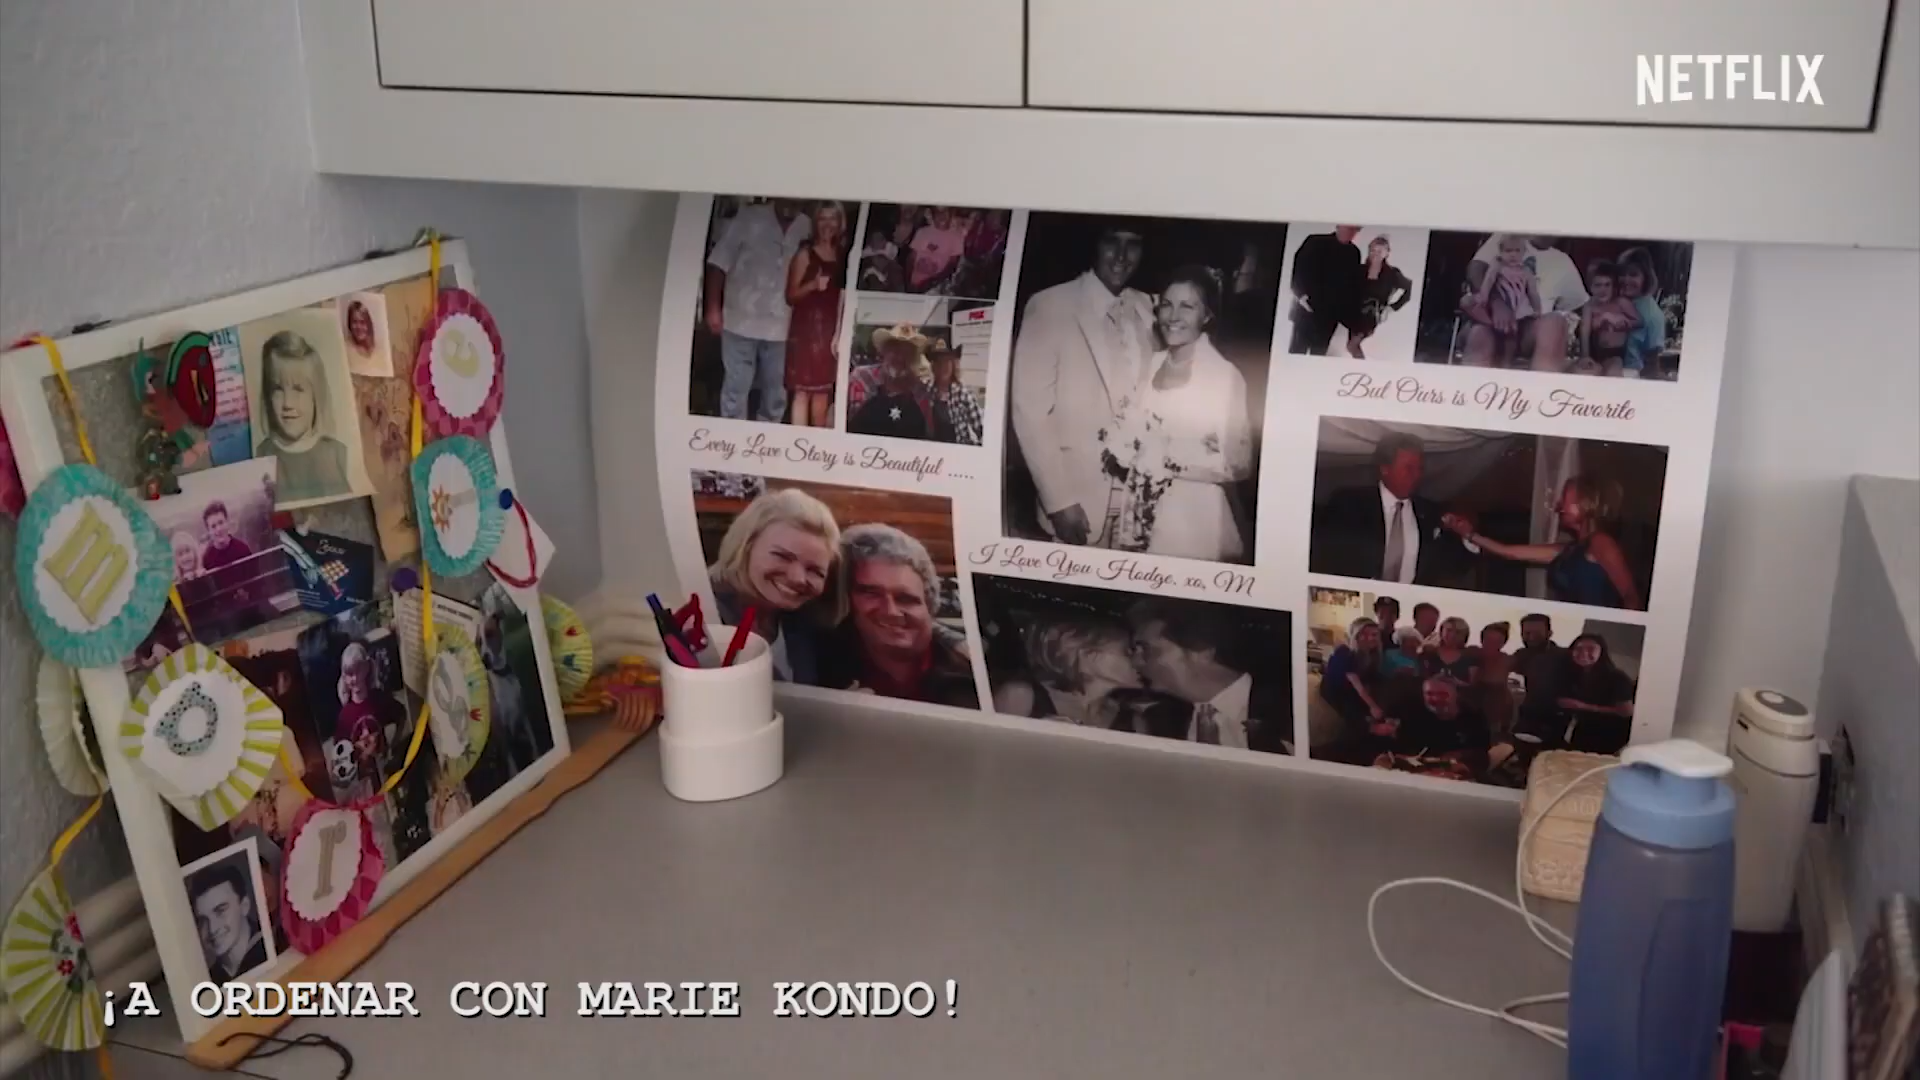 NETFLIX
But Ours is My Favorite
Every Love Story is Beautiful .....
I Love You Hodge. xo, M
m
o
r
¡A ORDENAR CON MARIE KONDO!